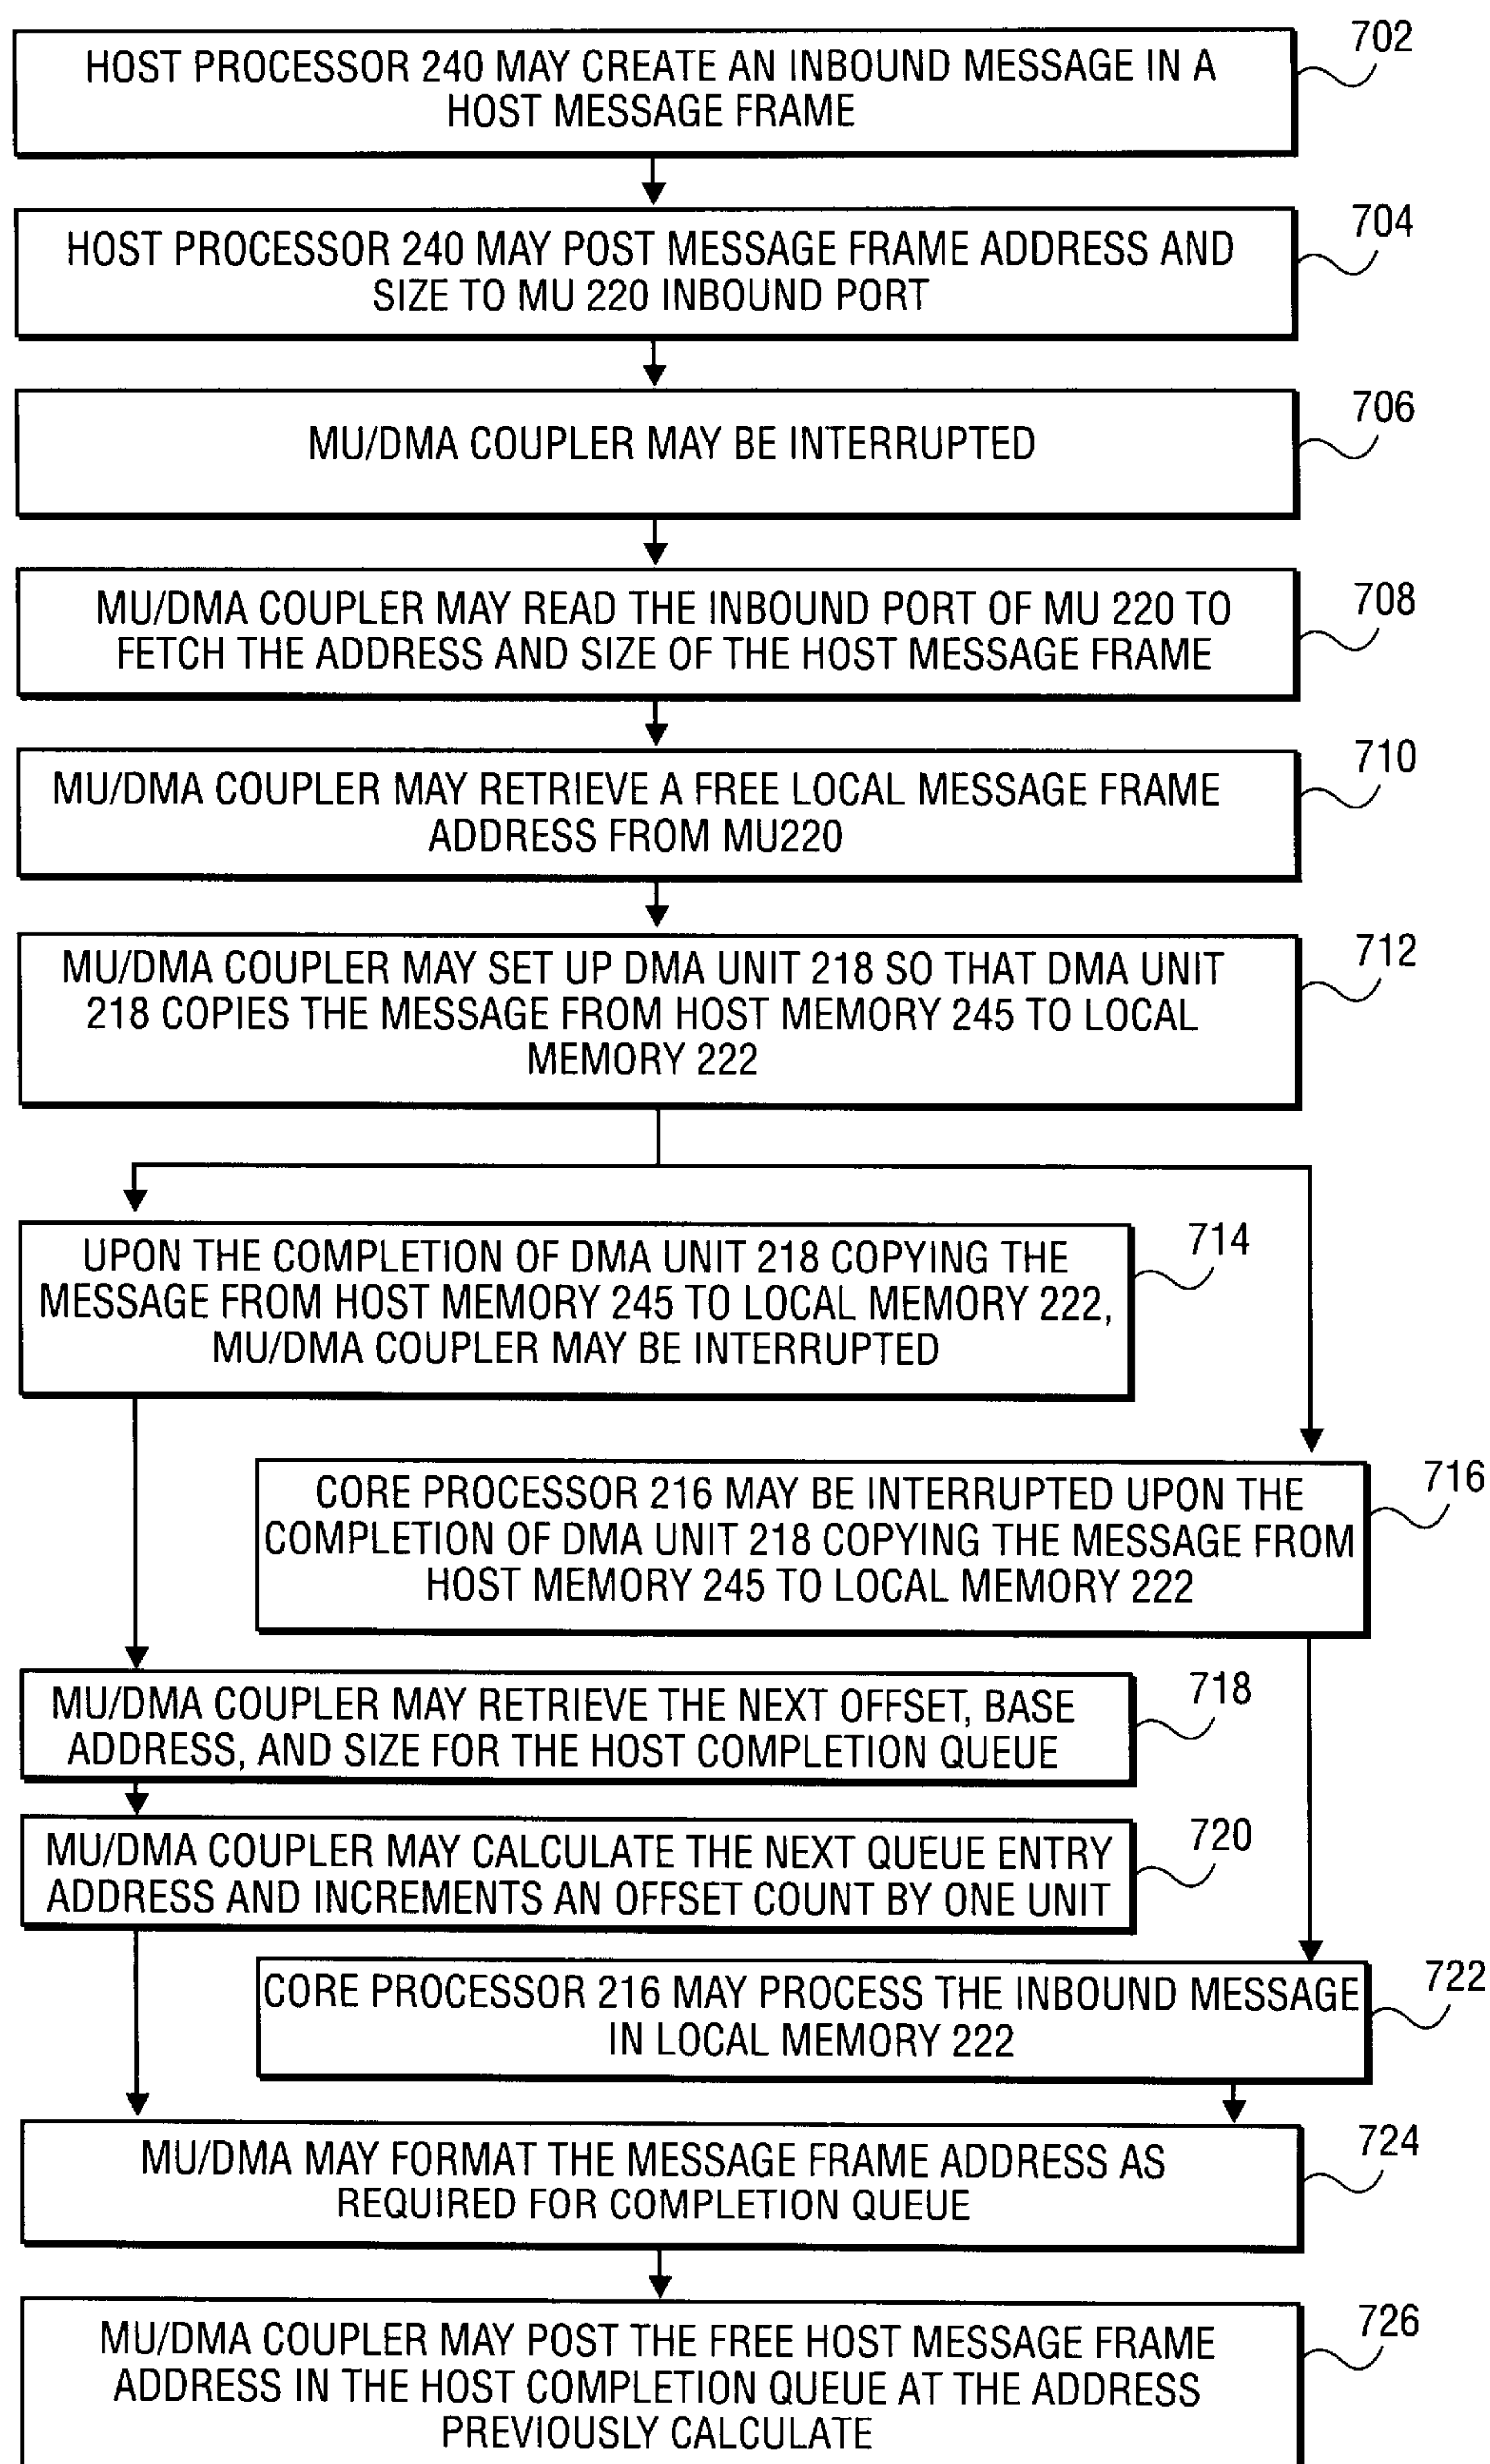 702
HOST PROCESSOR 240 MAY CREATE AN INBOUND MESSAGE IN A
HOST MESSAGE FRAME
704
HOST PROCESSOR 240 MAY POST MESSAGE FRAME ADDRESS AND
SIZE TO MU 220 INBOUND PORT
706
MU/DMA COUPLER MAY BE INTERRUPTED
708
MU/DMA COUPLER MAY READ THE INBOUND PORT OF MU 220 TO
FETCH THE ADDRESS AND SIZE OF THE HOST MESSAGE FRAME
710
MU/DMA COUPLER MAY RETRIEVE A FREE LOCAL MESSAGE FRAME
ADDRESS FROM MU220
712
MU/DMA COUPLER MAY SET UP DMA UNIT 218 SO THAT DMA UNIT
218 COPIES THE MESSAGE FROM HOST MEMORY 245 TO LOCAL
MEMORY 222
714
UPON THE COMPLETION OF DMA UNIT 218 COPYING THE
MESSAGE FROM HOST MEMORY 245 TO LOCAL MEMORY 222,
MU/DMA COUPLER MAY BE INTERRUPTED
716
CORE PROCESSOR 216 MAY BE INTERRUPTED UPON THE
COMPLETION OF DMA UNIT 218 COPYING THE MESSAGE FROM
HOST MEMORY 245 TO LOCAL MEMORY 222
718
MU/DMA COUPLER MAY RETRIEVE THE NEXT OFFSET, BASE
ADDRESS, AND SIZE FOR THE HOST COMPLETION QUEUE
720
MU/DMA COUPLER MAY CALCULATE THE NEXT QUEUE ENTRY
ADDRESS AND INCREMENTS AN OFFSET COUNT BY ONE UNIT
722
CORE PROCESSOR 216 MAY PROCESS THE INBOUND MESSAGE
IN LOCAL MEMORY 222
724
MU/DMA MAY FORMAT THE MESSAGE FRAME ADDRESS AS
REQUIRED FOR COMPLETION QUEUE
726
MU/DMA COUPLER MAY POST THE FREE HOST MESSAGE FRAME
ADDRESS IN THE HOST COMPLETION QUEUE AT THE ADDRESS
PREVIOUSLY CALCULATE